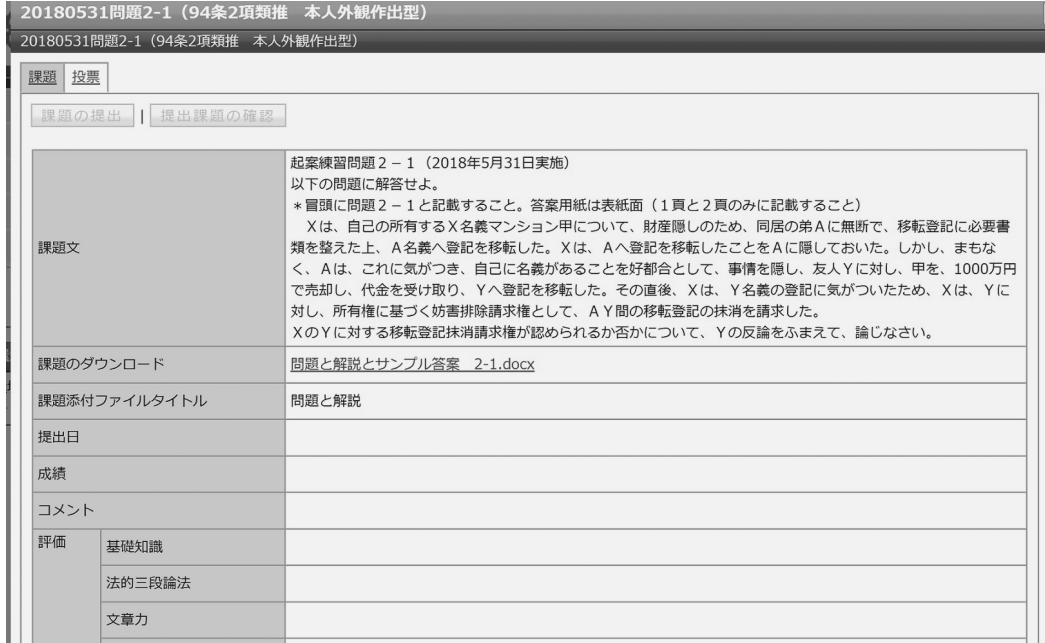 20180531問題2-1（94条2項類推　本人外観作出型）
20180531問題2-1（94条2項類推　本人外観作出型）
課題 投票
課題の提出 | 提出課題の確認
課題文
起案練習問題２－１（2018年5月31日実施）
以下の問題に解答せよ。
＊冒頭に問題２－１と記載すること。答案用紙は表紙面（１頁と２頁のみに記載すること）
　Ｘは、自己の所有するＸ名義マンション甲について、財産隠しのため、同居の弟Ａに無断で、移転登記に必要書
類を整えた上、Ａ名義へ登記を移転した。Ｘは、Ａへ登記を移転したことをＡに隠しておいた。しかし、まもな
く、Ａは、これに気がつき、自己に名義があることを好都合として、事情を隠し、友人Ｙに対し、甲を、1000万円
で売却し、代金を受け取り、Ｙへ登記を移転した。その直後、Ｘは、Ｙ名義の登記に気がついたため、Ｘは、Ｙに
対し、所有権に基づく妨害排除請求権として、ＡＹ間の移転登記の抹消を請求した。
ＸのＹに対する移転登記抹消請求権が認められるか否かについて、Ｙの反論をふまえて、論じなさい。
課題のダウンロード
問題と解説とサンプル答案　2-1.docx
課題添付ファイルタイトル
問題と解説
提出日
成績
コメント
評価
基礎知識
法的三段論法
文章力